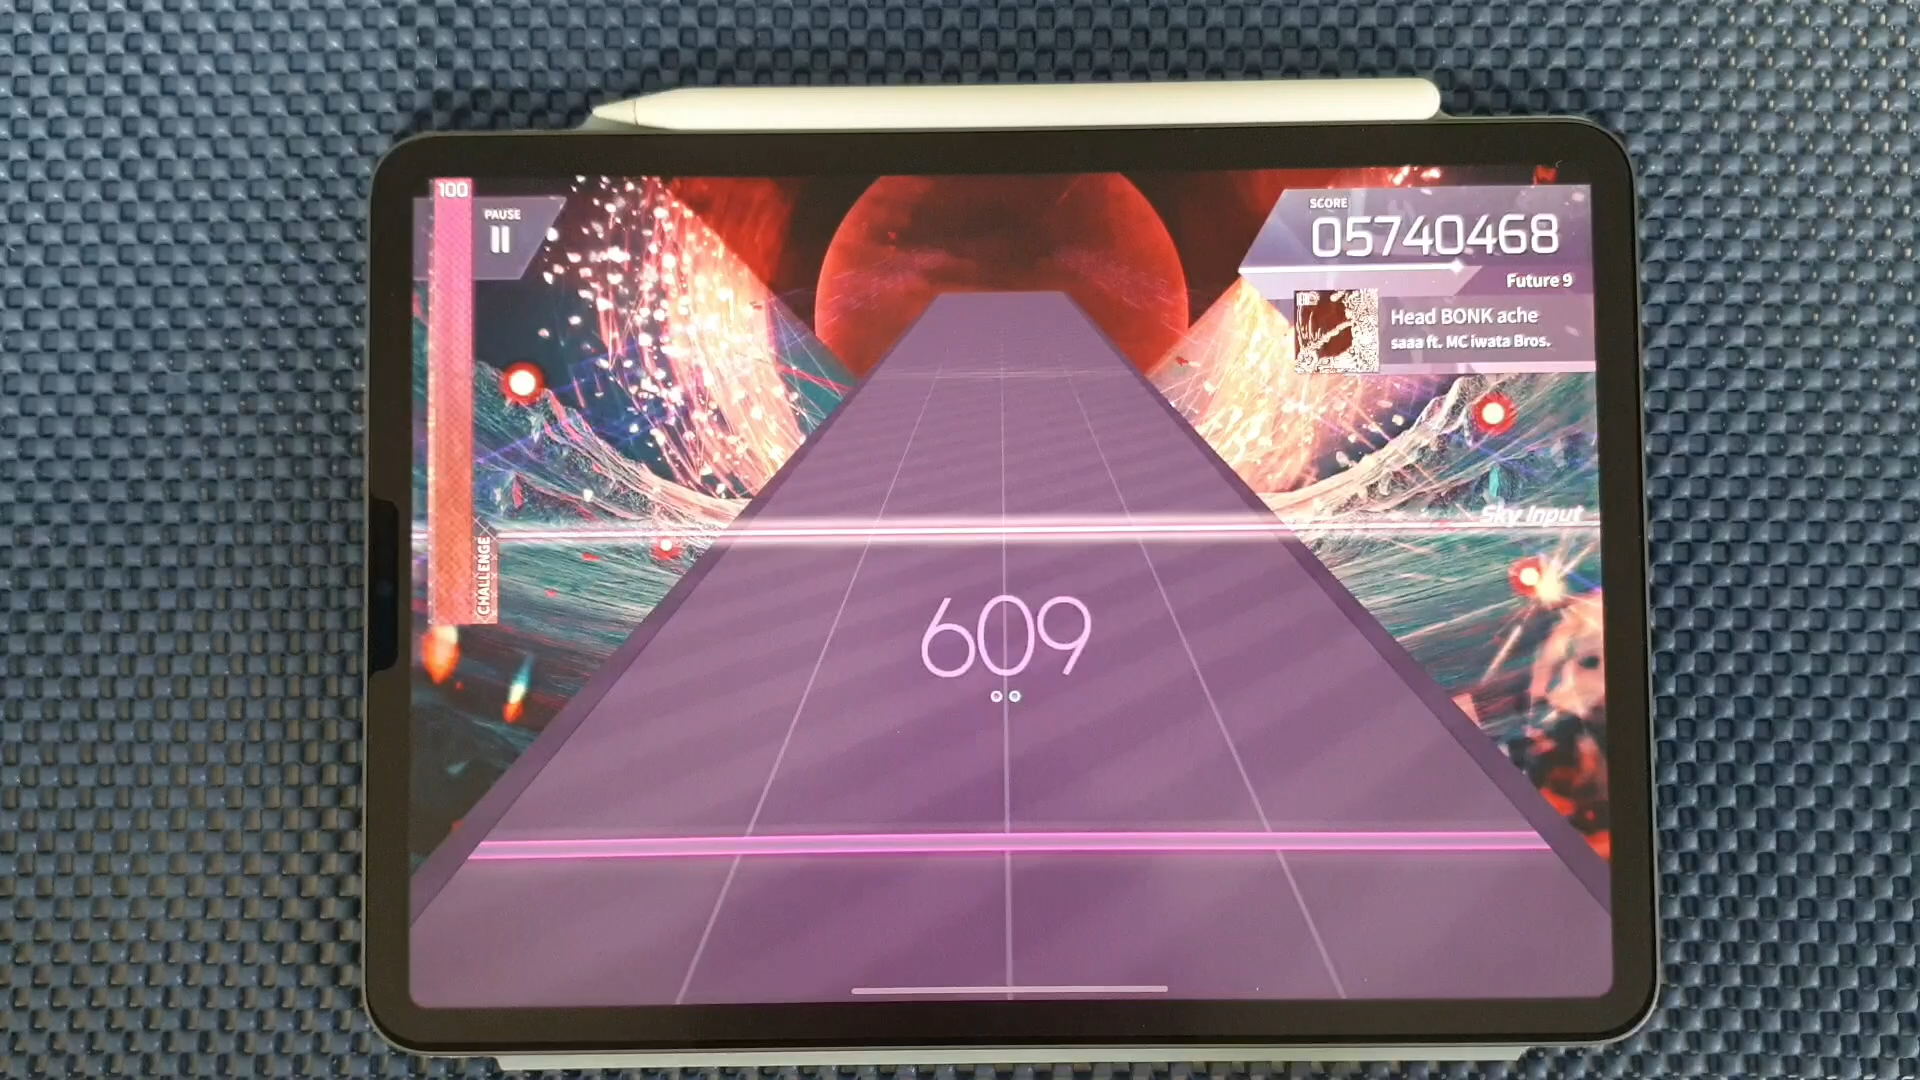 100
PAUSE
SCORE
05740468
Future 9
Head BONK ache
saaa ft. MC iwata Bros.
Sky Input
CHALLENGE
609